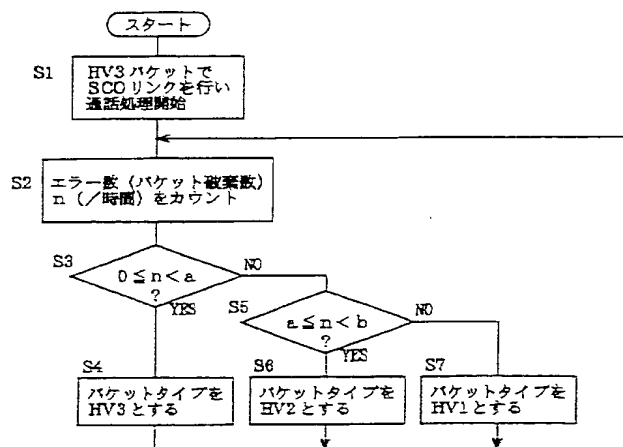 スタート
S1
HV3パケットで
SCOリンクを行い
通話処理開始
S2
エラー数（パケット破棄数）
n（／時間）をカウント
S3
0≦n<a
?
NO
YES
S5
a≦n<b
?
NO
YES
S4
パケットタイプを
HV3とする
S6
パケットタイプを
HV2とする
S7
パケットタイプを
HV1とする